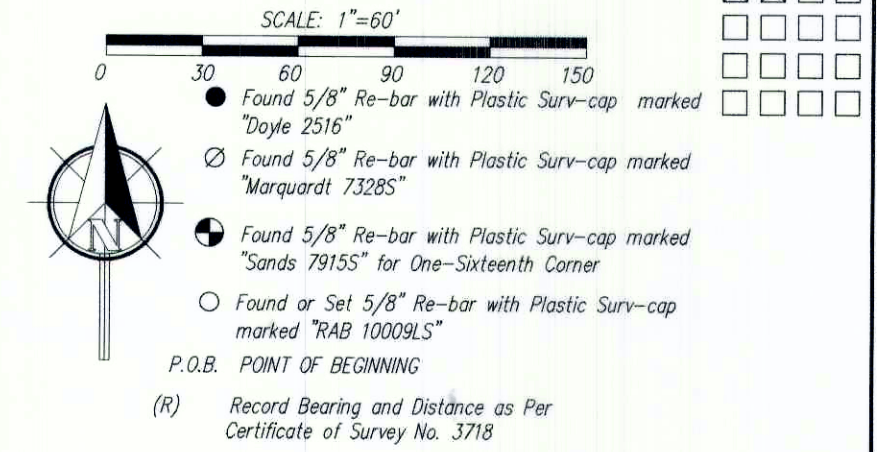 SCALE: 1"=60'
0 30 60 90 120 150
Found 5/8" Re-bar with Plastic Surv-cap marked
"Doyle 2516"
Found 5/8" Re-bar with Plastic Surv-cap marked
"Marquardt 7328S"
Found 5/8" Re-bar with Plastic Surv-cap marked
"Sands 7915S" for One-Sixteenth Corner
Found or Set 5/8" Re-bar with Plastic Surv-cap
marked "RAB 10009LS"
N
P.O.B. POINT OF BEGINNING
(R) Record Bearing and Distance as Per
Certificate of Survey No. 3718